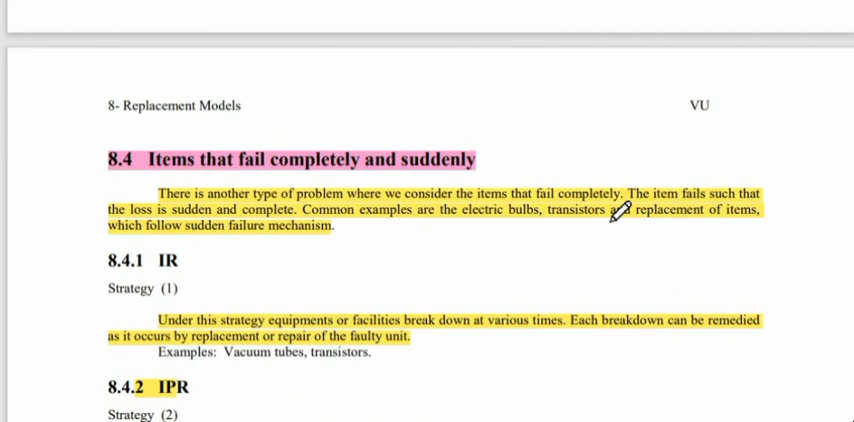 8- Replacement Models VU
8.4 Items that fail completely and suddenly
There is another type of problem where we consider the items that fail completely. The item fails such that
the loss is sudden and complete. Common examples are the electric bulbs, transistors and replacement of items,
which follow sudden failure mechanism.
8.4.1 IR
Strategy (1)
Under this strategy equipments or facilities break down at various times. Each breakdown can be remedied
as it occurs by replacement or repair of the faulty unit.
Examples: Vacuum tubes, transistors.
8.4.2 IPR
Strategy (2)